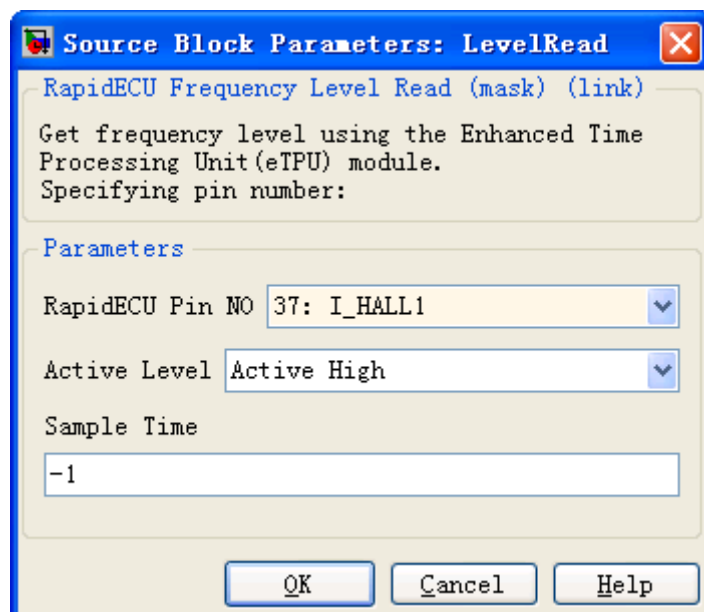 Source Block Parameters: LevelRead
RapidECU Frequency Level Read (mask) (link)
Get frequency level using the Enhanced Time
Processing Unit(eTPU) module.
Specifying pin number:
Parameters
RapidECU Pin NO 37: I_HALL1
Active Level Active High
Sample Time
-1
OK Cancel Help